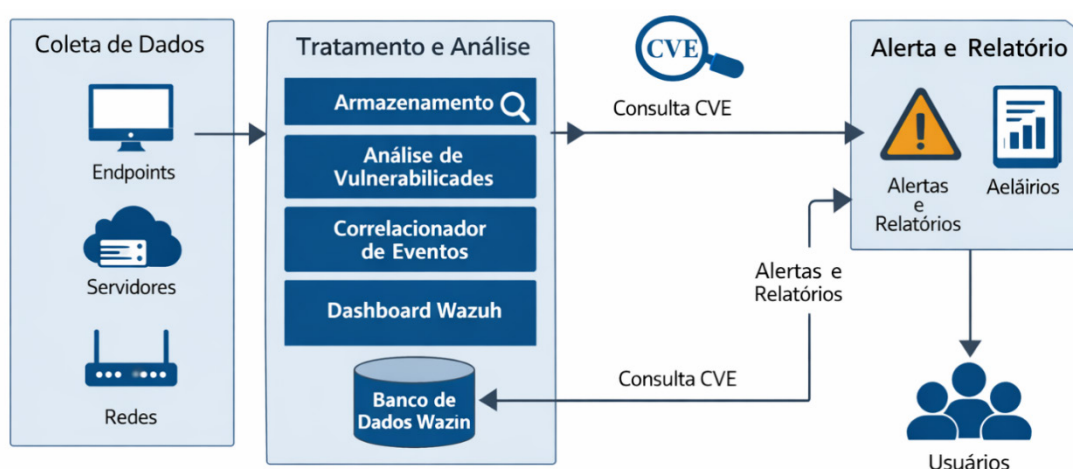 Coleta de Dados
Endpoints
Servidores
Redes
Tratamento e Análise
Armazenamento
Análise de
Vulnerabilicades
Correlacionador
de Eventos
Dashboard Wazuh
Banco de
Dados Wazin
CVE
Consulta CVE
Alertas e
Relatórios
Consulta CVE
Alerta e Relatório
Alertas
e
Relatórios
Aeláirios
Usuários